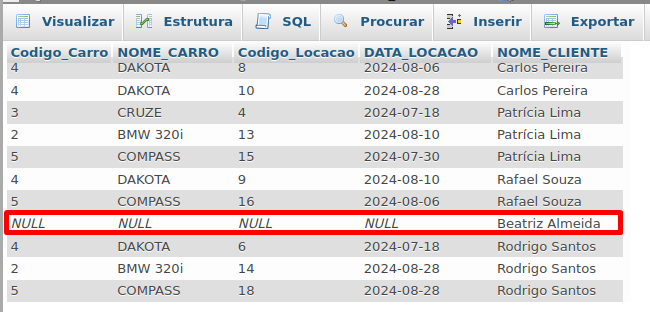 Visualizar Estrutura SQL Procurar Inserir Exportar
Codigo_Carro NOME_CARRO Codigo_Locacao DATA_LOCACAO NOME_CLIENTE
4 DAKOTA 8 2024-08-06 Carlos Pereira
4 DAKOTA 10 2024-08-28 Carlos Pereira
3 CRUZE 4 2024-07-18 Patrícia Lima
2 BMW 320i 13 2024-08-10 Patrícia Lima
5 COMPASS 15 2024-07-30 Patrícia Lima
4 DAKOTA 9 2024-08-10 Rafael Souza
5 COMPASS 16 2024-08-06 Rafael Souza
NULL NULL NULL NULL Beatriz Almeida
4 DAKOTA 6 2024-07-18 Rodrigo Santos
2 BMW 320i 14 2024-08-28 Rodrigo Santos
5 COMPASS 18 2024-08-28 Rodrigo Santos